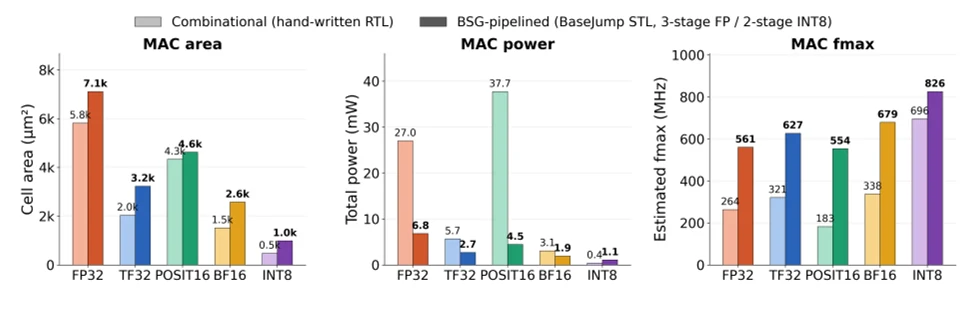 Combinational (hand-written RTL) BSG-pipelined (BaseJump STL, 3-stage FP / 2-stage INT8)
MAC area
Cell area (µm²)
8k
6k
4k
2k
0
5.8k
7.1k
2.0k
3.2k
4.3k
4.6k
1.5k
2.6k
0.5k
1.0k
FP32 TF32 POSIT16 BF16 INT8
MAC power
Total power (mW)
40
30
20
10
0
27.0
6.8
5.7
2.7
37.7
4.5
3.1
1.9
0.4
1.1
FP32 TF32 POSIT16 BF16 INT8
MAC fmax
Estimated fmax (MHz)
1000
800
600
400
200
0
264
561
321
627
183
554
338
679
696
826
FP32 TF32 POSIT16 BF16 INT8